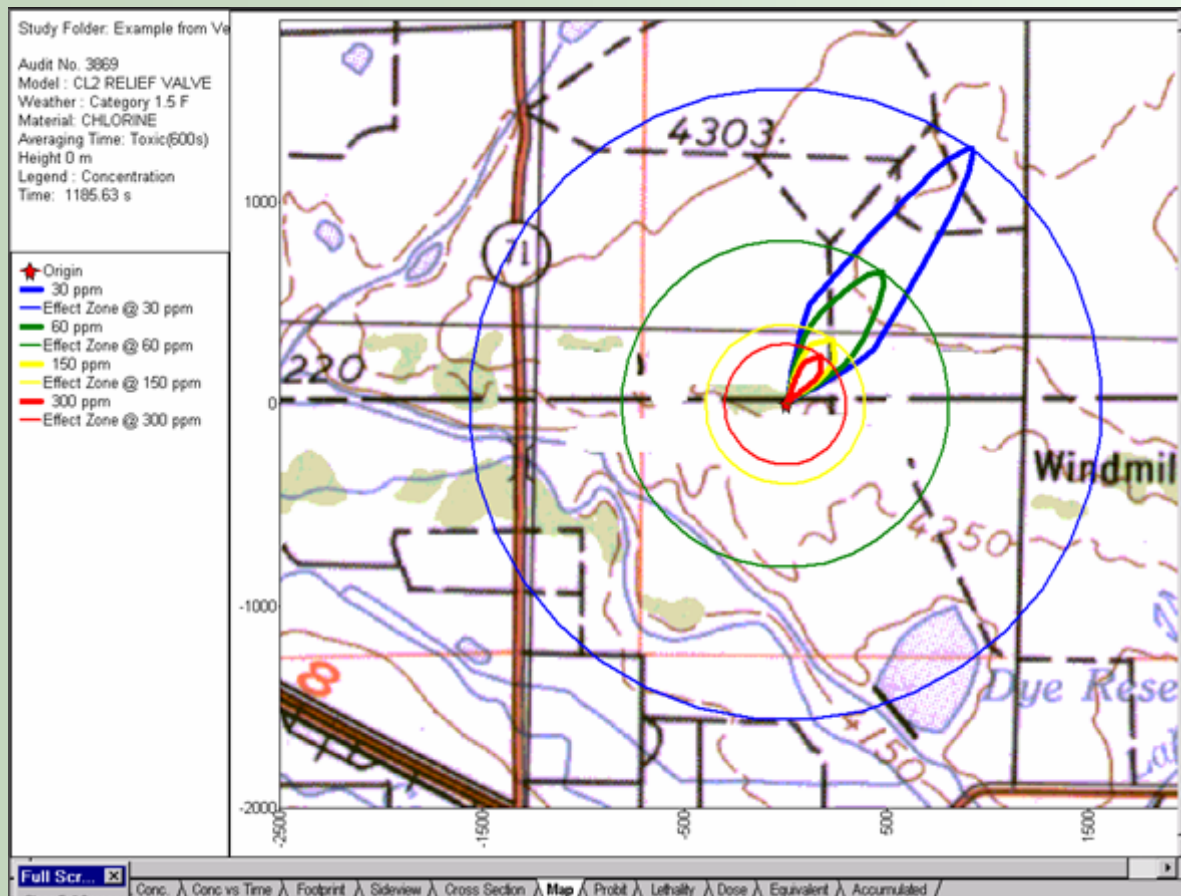 Study Folder: Example from Ve
Audit No. 3869
Model : CL2 RELIEF VALVE
Weather : Category 1.5 F
Material: CHLORINE
Averaging Time: Toxic(600s)
Height 0 m
Legend : Concentration
Time: 1185.63 s
Origin
30 ppm
Effect Zone @ 30 ppm
60 ppm
Effect Zone @ 60 ppm
150 ppm
Effect Zone @ 150 ppm
300 ppm
Effect Zone @ 300 ppm
4303.
1000
71
220
0
Windmil
4250
-1000
8
Dye Rese
4150
La
-2000
-2500 -1500 -500 500 1500
Full Scr...
Conc. Conc vs Time Footprint Sideview Cross Section Map Probit Lethality Dose Equivalent Accumulated